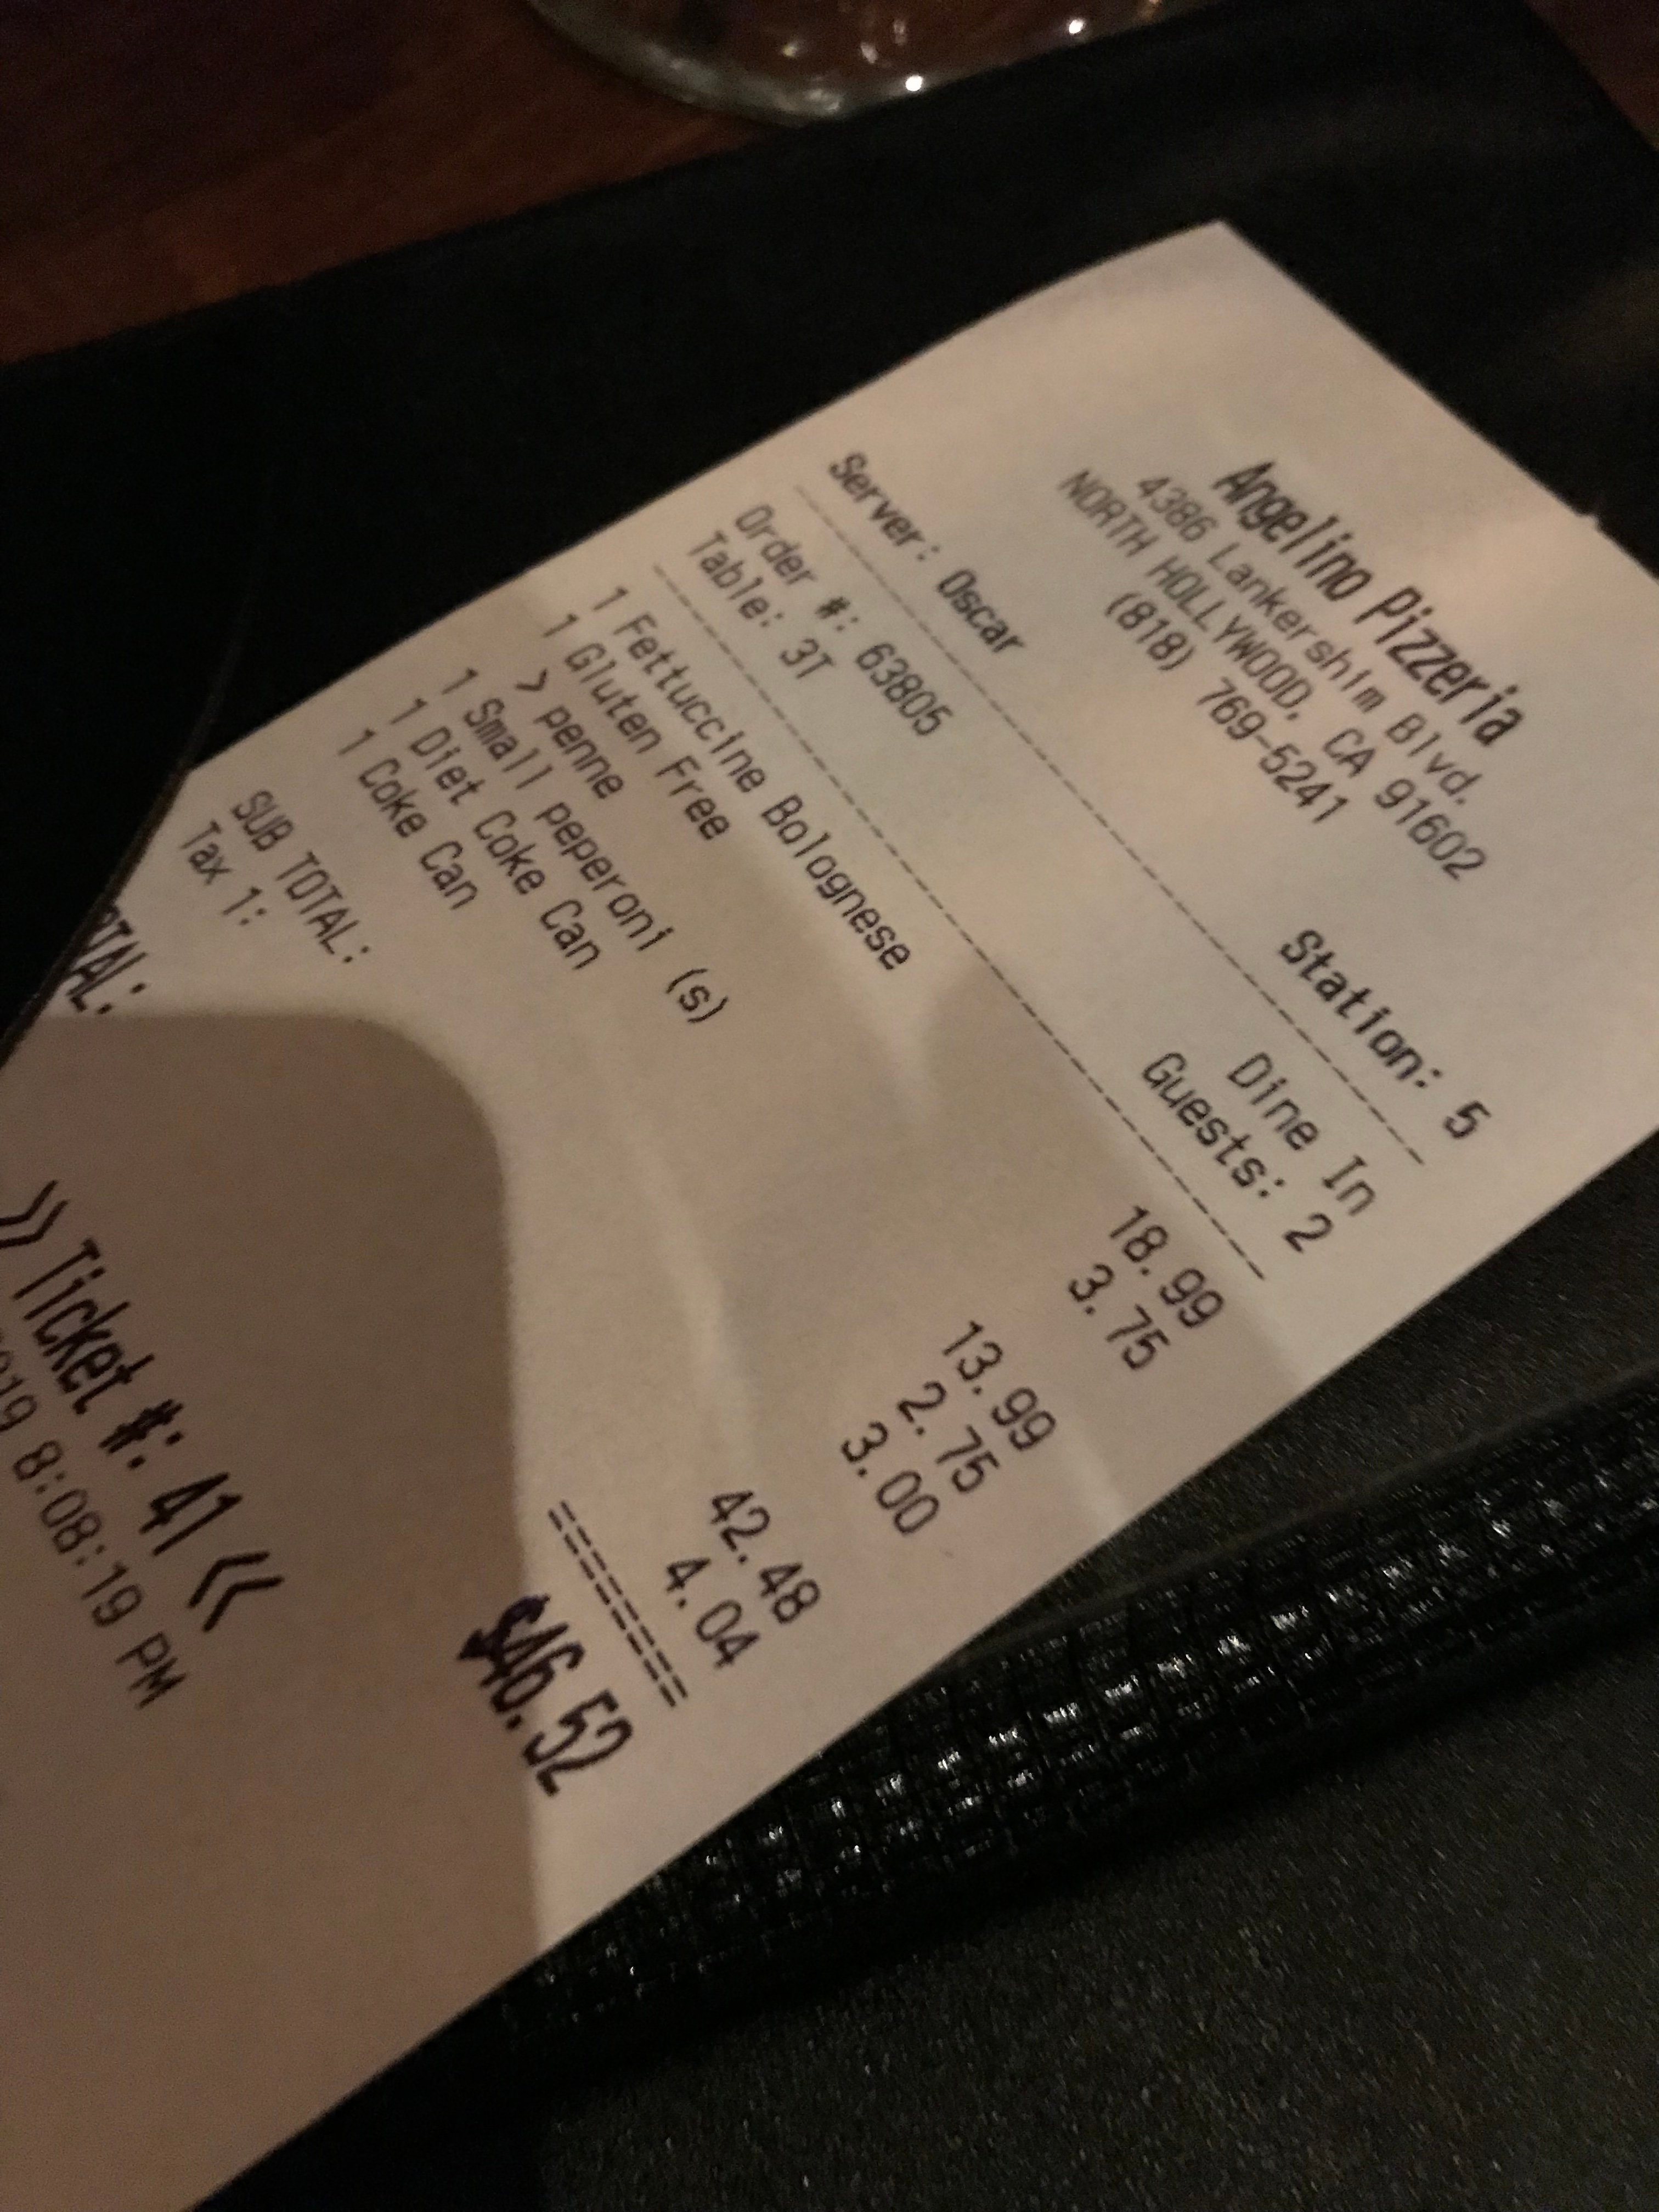 Angelino Pizzeria
4386 Lankershim Blvd.
NORTH HOLLYWOOD, CA 91602
(818) 769-5241
Server: Oscar Station: 5
Order #: 63805 Dine In
Table: 3T Guests: 2
1 Fettuccine Bolognese 18.99
1 Gluten Free 3.75
> penne
1 Small peperoni (s) 13.99
1 Diet Coke Can 2.75
1 Coke Can 3.00
SUB TOTAL: 42.48
Tax 1: 4.04
======
OTAL: $46.52
>> Ticket #: 41 <<
019 8:08:19 PM